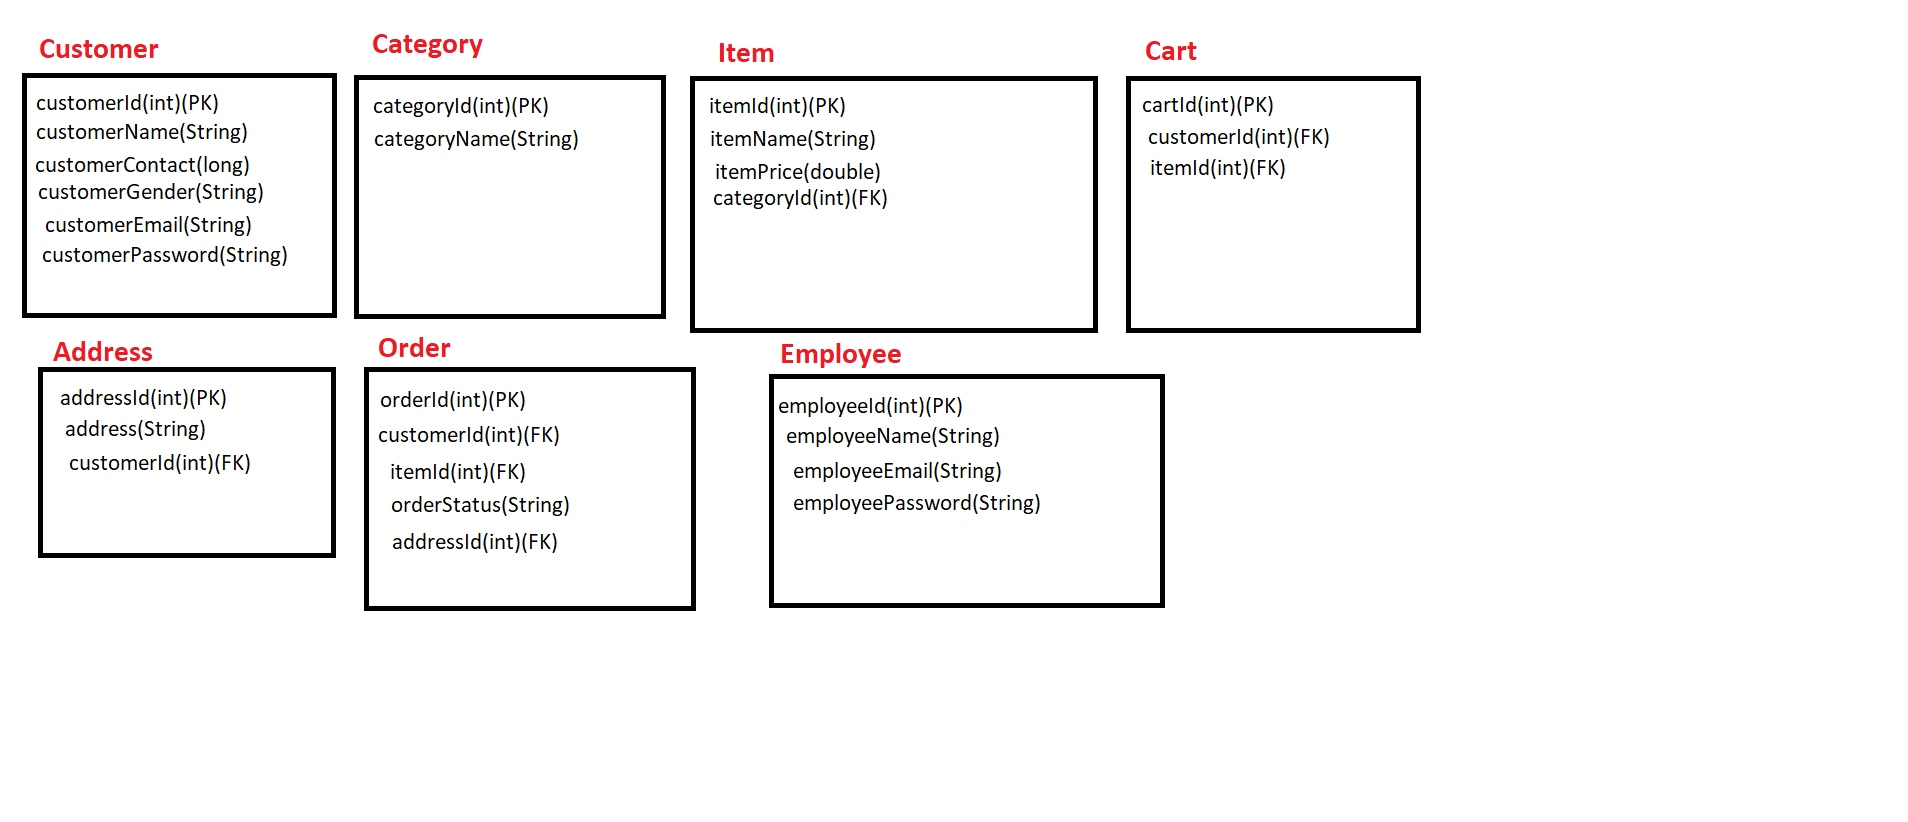 Customer
customerId(int)(PK)
customerName(String)
customerContact(long)
customerGender(String)
customerEmail(String)
customerPassword(String)
Category
categoryId(int)(PK)
categoryName(String)
Item
itemId(int)(PK)
itemName(String)
itemPrice(double)
categoryId(int)(FK)
Cart
cartId(int)(PK)
customerId(int)(FK)
itemId(int)(FK)
Address
addressId(int)(PK)
address(String)
customerId(int)(FK)
Order
orderId(int)(PK)
customerId(int)(FK)
itemId(int)(FK)
orderStatus(String)
addressId(int)(FK)
Employee
employeeId(int)(PK)
employeeName(String)
employeeEmail(String)
employeePassword(String)